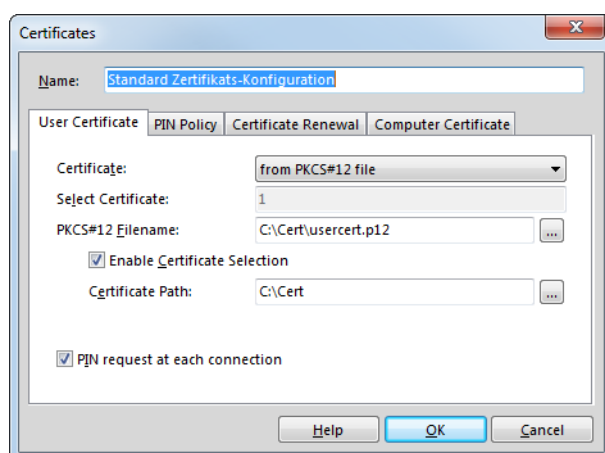 Certificates
Name: Standard Zertifikats-Konfiguration
User Certificate PIN Policy Certificate Renewal Computer Certificate
Certificate: from PKCS#12 file
Select Certificate: 1
PKCS#12 Filename: C:\Cert\usercert.p12 ...
Enable Certificate Selection
Certificate Path: C:\Cert ...
PIN request at each connection
Help OK Cancel